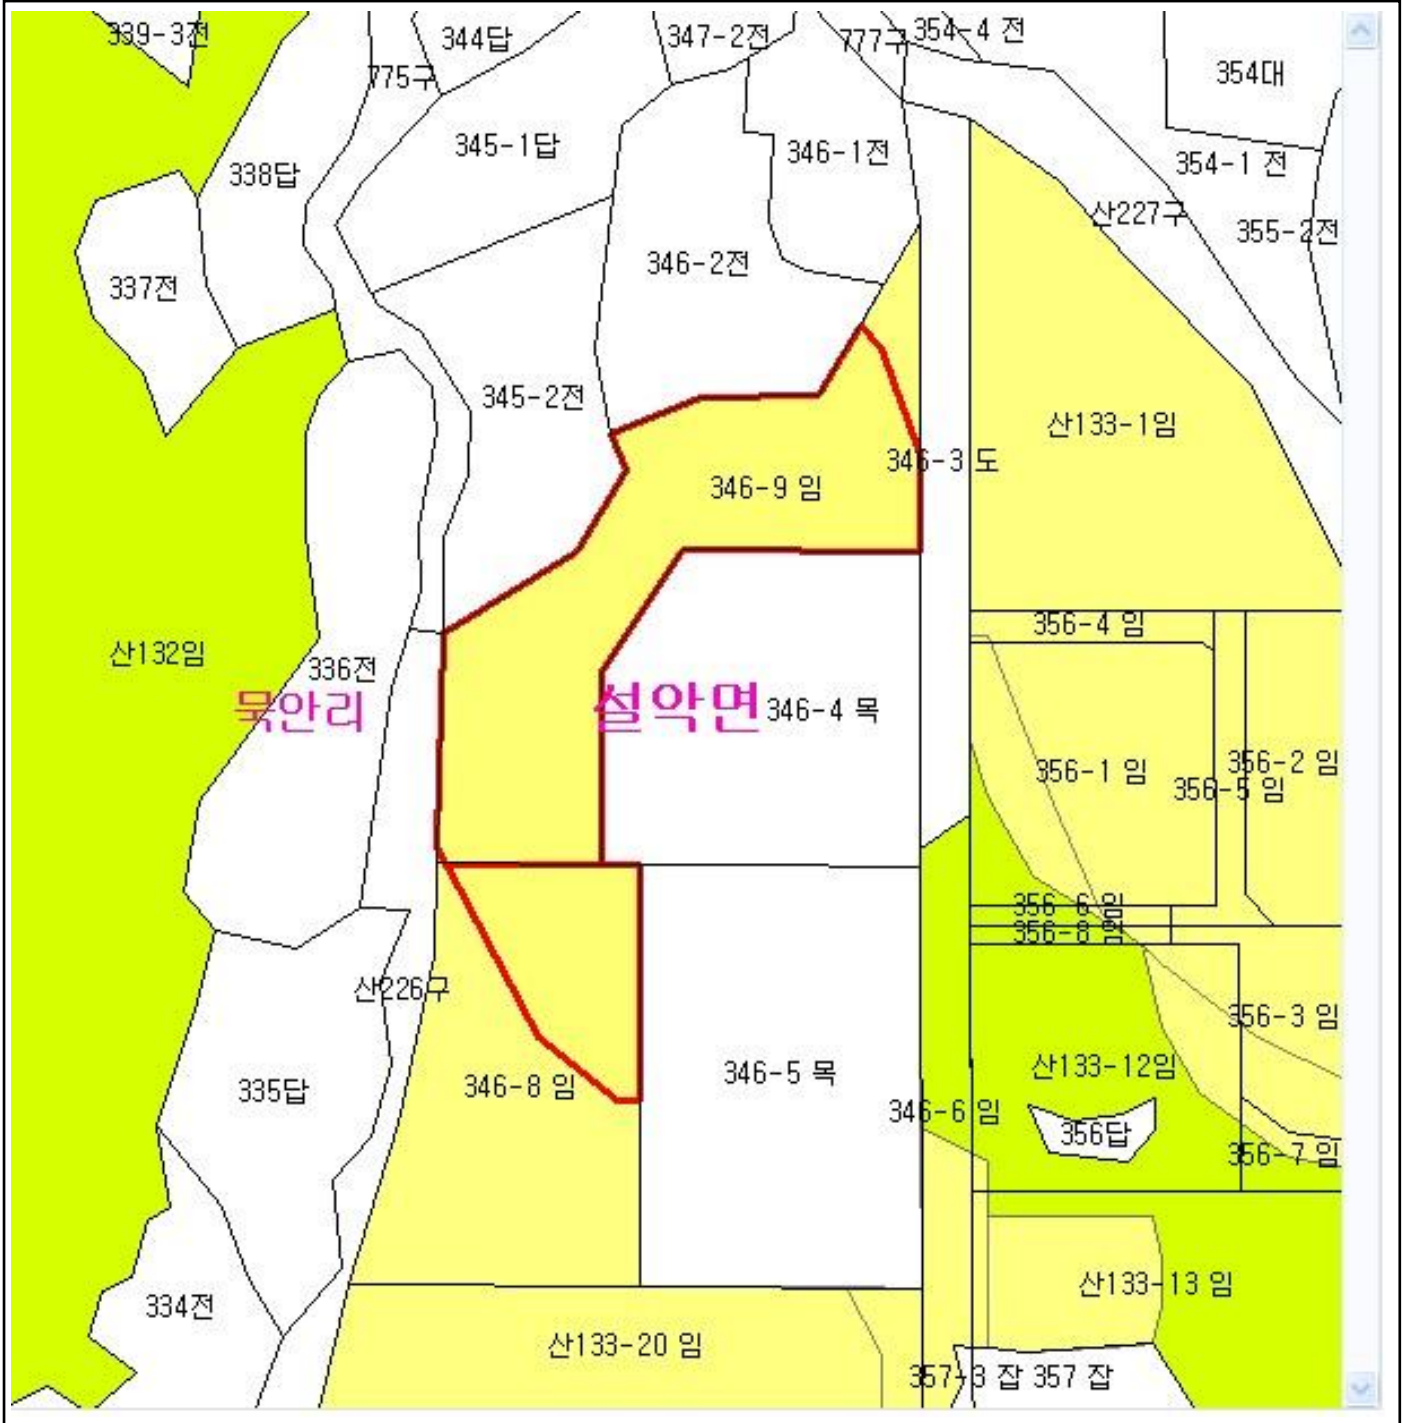 339-3전
344답
347-2전
777구
354-4 전
775구
354대
345-1답
346-1전
354-1 전
338답
산227구
355-2전
346-2전
337전
345-2전
산133-1임
346-3 도
346-9 임
356-4 임
산132임
336전
묵안리
설악면
346-4 목
356-1 임
356-2 임
356-5 임
356-6 임
356-8 임
산226구
356-3 임
335답
346-8 임
346-5 목
산133-12임
346-6 임
356답
356-7 임
334전
산133-13 임
산133-20 임
357-3 잡
357 잡